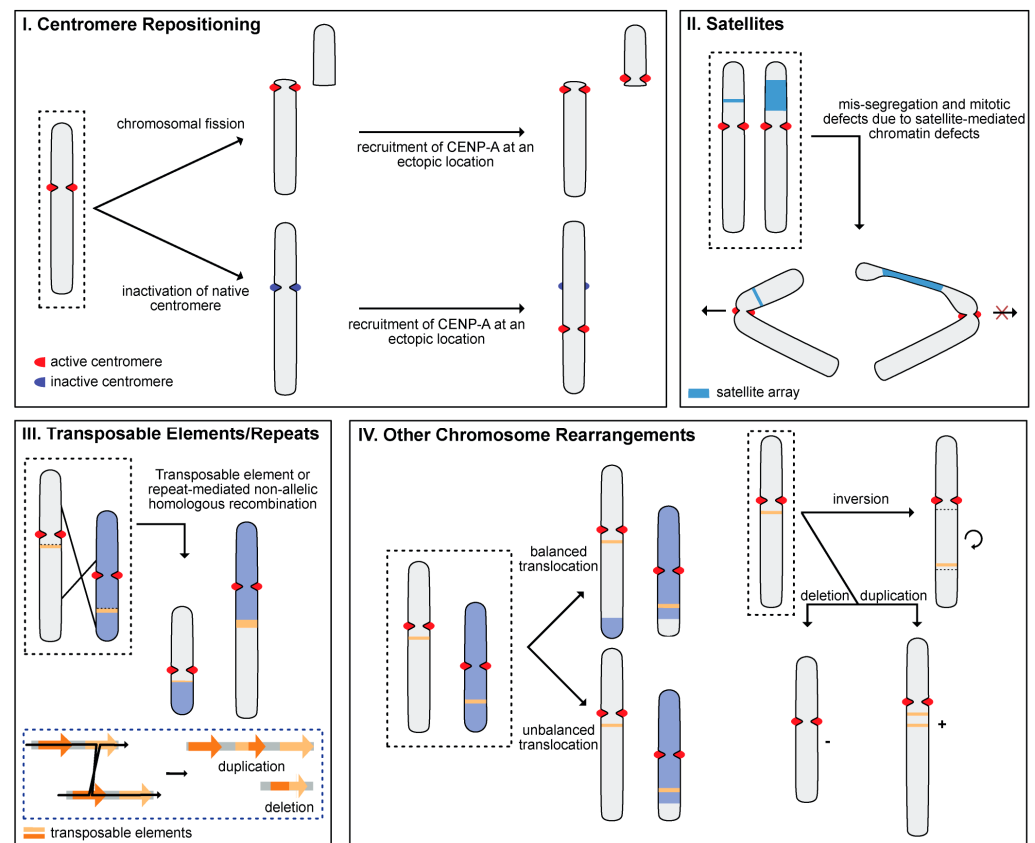 I. Centromere Repositioning
chromosomal fission
recruitment of CENP-A at an
ectopic location
inactivation of native
centromere
recruitment of CENP-A at an
ectopic location
active centromere
inactive centromere
II. Satellites
mis-segregation and mitotic
defects due to satellite-mediated
chromatin defects
satellite array
III. Transposable Elements/Repeats
Transposable element or
repeat-mediated non-allelic
homologous recombination
duplication
deletion
transposable elements
IV. Other Chromosome Rearrangements
balanced
translocation
unbalanced
translocation
inversion
deletion
duplication
-
+